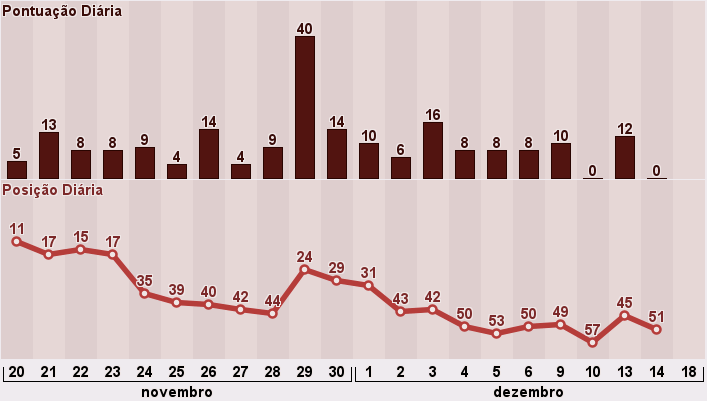 Pontuação Diária
5 13 8 8 9 4 14 4 9 40 14 10 6 16 8 8 8 10 0 12 0
Posição Diária
11 17 15 17 35 39 40 42 44 24 29 31 43 42 50 53 50 49 57 45 51
20 21 22 23 24 25 26 27 28 29 30 1 2 3 4 5 6 9 10 13 14 18
novembro dezembro